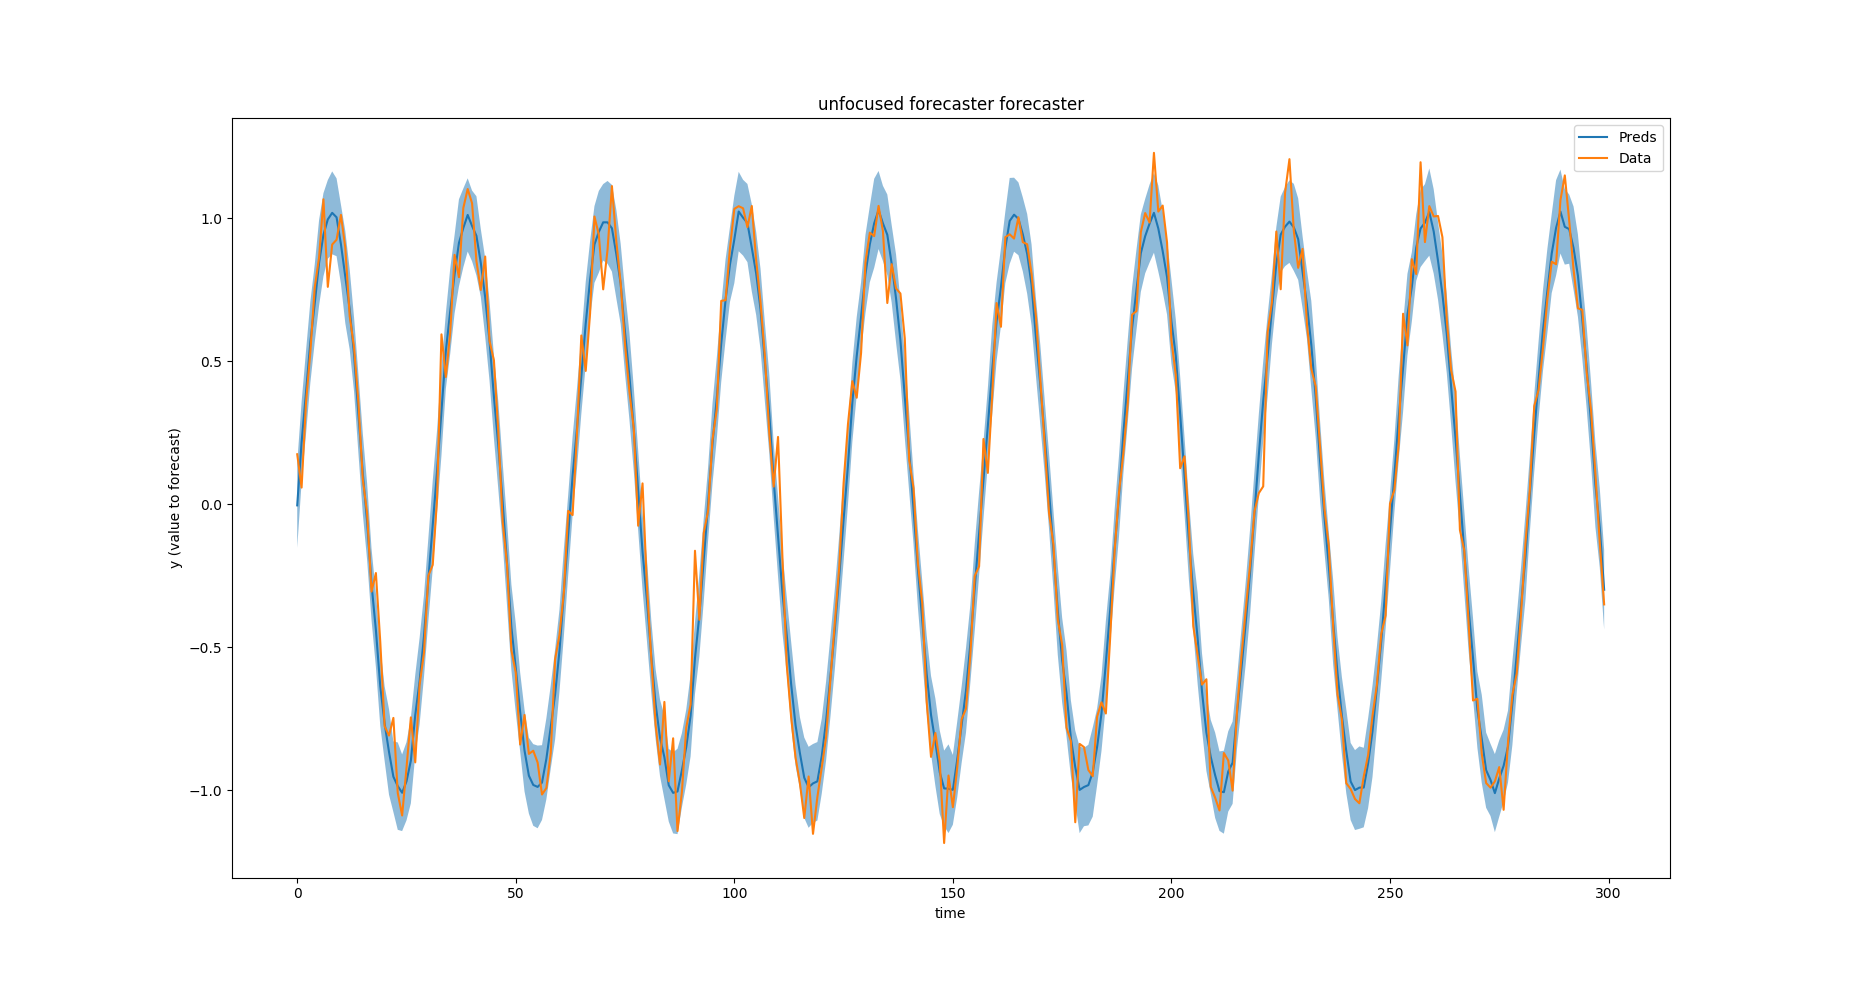 unfocused forecaster forecaster
Preds
Data
1.0
0.5
0.0
−0.5
−1.0
y (value to forecast)
0 50 100 150 200 250 300
time